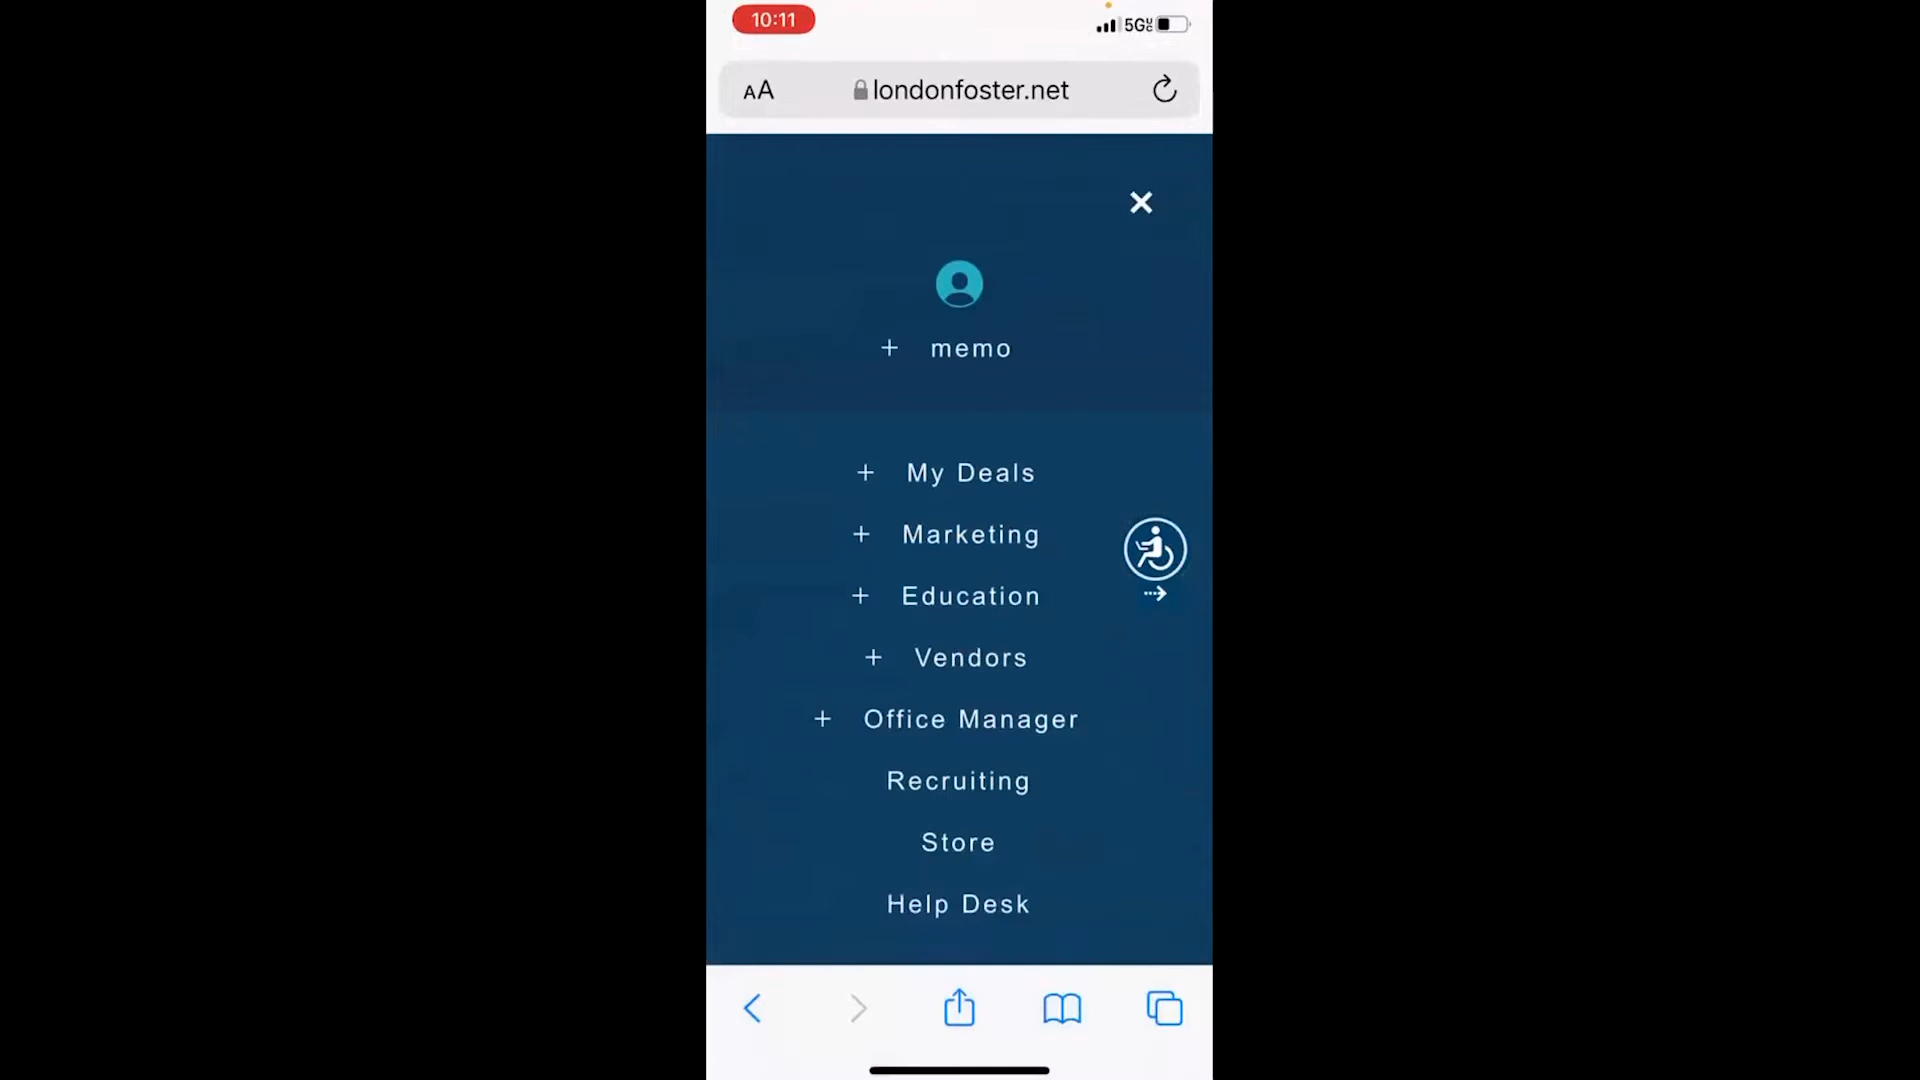 10:11
5G
AA londonfoster.net
+ memo
+ My Deals
+ Marketing
+ Education
+ Vendors
+ Office Manager
Recruiting
Store
Help Desk